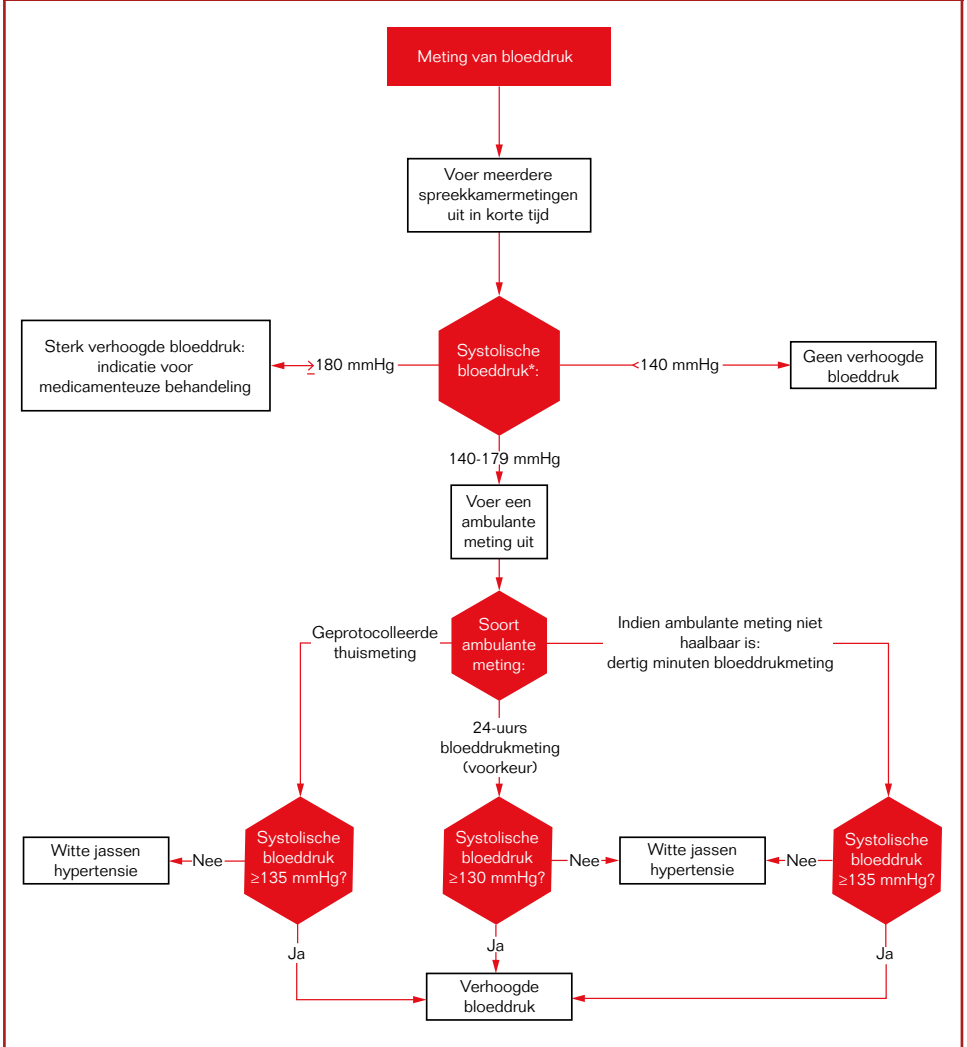 Meting van bloeddruk
Voer meerdere
spreekkamermetingen
uit in korte tijd
Sterk verhoogde bloeddruk:
indicatie voor
medicamenteuze behandeling
≥180 mmHg
Systolische
bloeddruk*:
<140 mmHg
Geen verhoogde
bloeddruk
140-179 mmHg
Voer een
ambulante
meting uit
Geprotocolleerde
thuismeting
Soort
ambulante
meting:
Indien ambulante meting niet
haalbaar is:
dertig minuten bloeddrukmeting
24-uurs
bloeddrukmeting
(voorkeur)
Witte jassen
hypertensie
Nee
Systolische
bloeddruk
≥135 mmHg?
Systolische
bloeddruk
≥130 mmHg?
Nee
Witte jassen
hypertensie
Nee
Systolische
bloeddruk
≥135 mmHg?
Ja
Ja
Ja
Verhoogde
bloeddruk